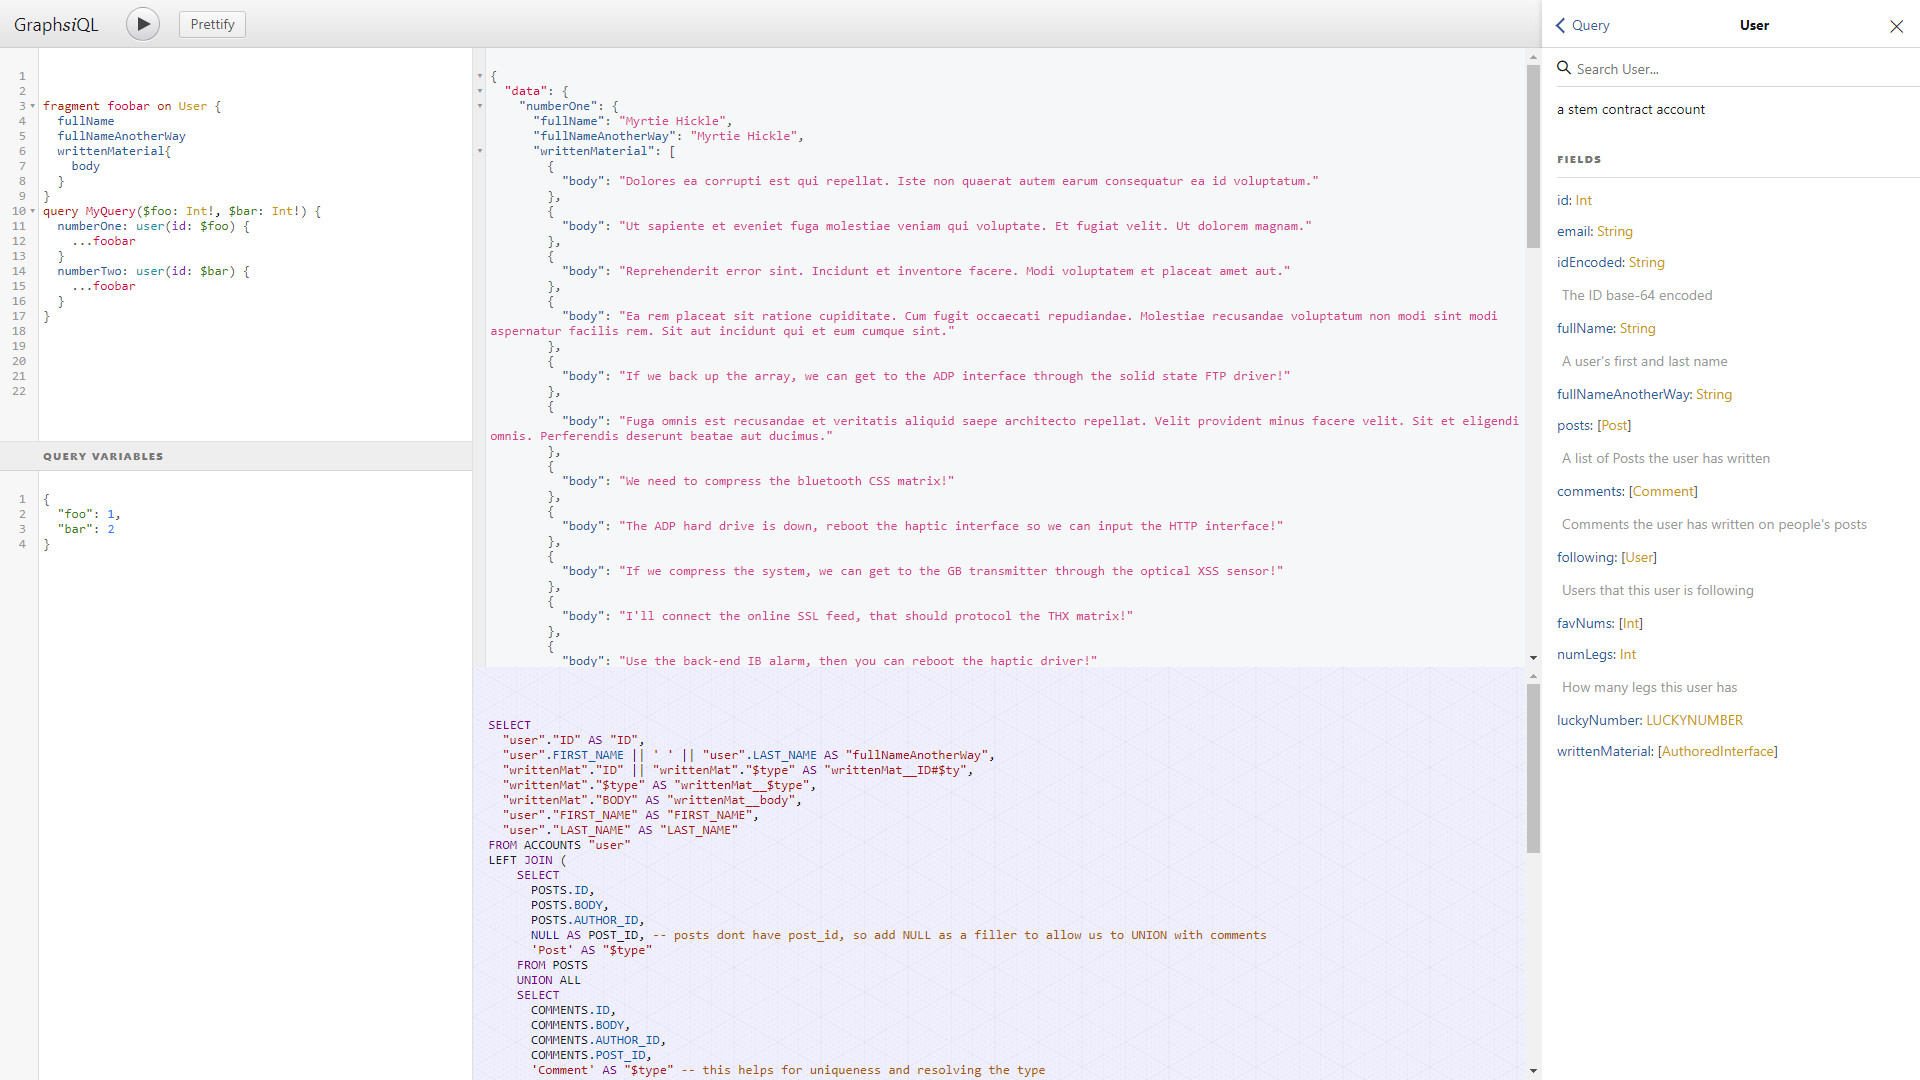 GraphsiQL
Prettify
1
2
3 fragment foobar on User {
4 fullName
5 fullNameAnotherWay
6 writtenMaterial{
7 body
8 }
9 }
10 query MyQuery($foo: Int!, $bar: Int!) {
11 numberOne: user(id: $foo) {
12 ...foobar
13 }
14 numberTwo: user(id: $bar) {
15 ...foobar
16 }
17 }
18
19
20
21
22
QUERY VARIABLES
1 {
2 "foo": 1,
3 "bar": 2
4 }
{
"data": {
"numberOne": {
"fullName": "Myrtie Hickle",
"fullNameAnotherWay": "Myrtie Hickle",
"writtenMaterial": [
{
"body": "Dolores ea corrupti est qui repellat. Iste non quaerat autem earum consequatur ea id voluptatum."
},
{
"body": "Ut sapiente et eveniet fuga molestiae veniam qui voluptate. Et fugiat velit. Ut dolorem magnam."
},
{
"body": "Reprehenderit error sint. Incidunt et inventore facere. Modi voluptatem et placeat amet aut."
},
{
"body": "Ea rem placeat sit ratione cupiditate. Cum fugit occaecati repudiandae. Molestiae recusandae voluptatum non modi sint modi
aspernatur facilis rem. Sit aut incidunt qui et eum cumque sint."
},
{
"body": "If we back up the array, we can get to the ADP interface through the solid state FTP driver!"
},
{
"body": "Fuga omnis est recusandae et veritatis aliquid saepe architecto repellat. Velit provident minus facere velit. Sit et eligendi
omnis. Perferendis deserunt beatae aut ducimus."
},
{
"body": "We need to compress the bluetooth CSS matrix!"
},
{
"body": "The ADP hard drive is down, reboot the haptic interface so we can input the HTTP interface!"
},
{
"body": "If we compress the system, we can get to the GB transmitter through the optical XSS sensor!"
},
{
"body": "I'll connect the online SSL feed, that should protocol the THX matrix!"
},
{
"body": "Use the back-end IB alarm, then you can reboot the haptic driver!"
SELECT
"user"."ID" AS "ID",
"user".FIRST_NAME || ' ' || "user".LAST_NAME AS "fullNameAnotherWay",
"writtenMat"."ID" || "writtenMat"."$type" AS "writtenMat__ID#$ty",
"writtenMat"."$type" AS "writtenMat__$type",
"writtenMat"."BODY" AS "writtenMat__body",
"user"."FIRST_NAME" AS "FIRST_NAME",
"user"."LAST_NAME" AS "LAST_NAME"
FROM ACCOUNTS "user"
LEFT JOIN (
SELECT
POSTS.ID,
POSTS.BODY,
POSTS.AUTHOR_ID,
NULL AS POST_ID, -- posts dont have post_id, so add NULL as a filler to allow us to UNION with comments
'Post' AS "$type"
FROM POSTS
UNION ALL
SELECT
COMMENTS.ID,
COMMENTS.BODY,
COMMENTS.AUTHOR_ID,
COMMENTS.POST_ID,
'Comment' AS "$type" -- this helps for uniqueness and resolving the type
Query
User
Search User...
a stem contract account
FIELDS
id: Int
email: String
idEncoded: String
The ID base-64 encoded
fullName: String
A user's first and last name
fullNameAnotherWay: String
posts: [Post]
A list of Posts the user has written
comments: [Comment]
Comments the user has written on people's posts
following: [User]
Users that this user is following
favNums: [Int]
numLegs: Int
How many legs this user has
luckyNumber: LUCKYNUMBER
writtenMaterial: [AuthoredInterface]